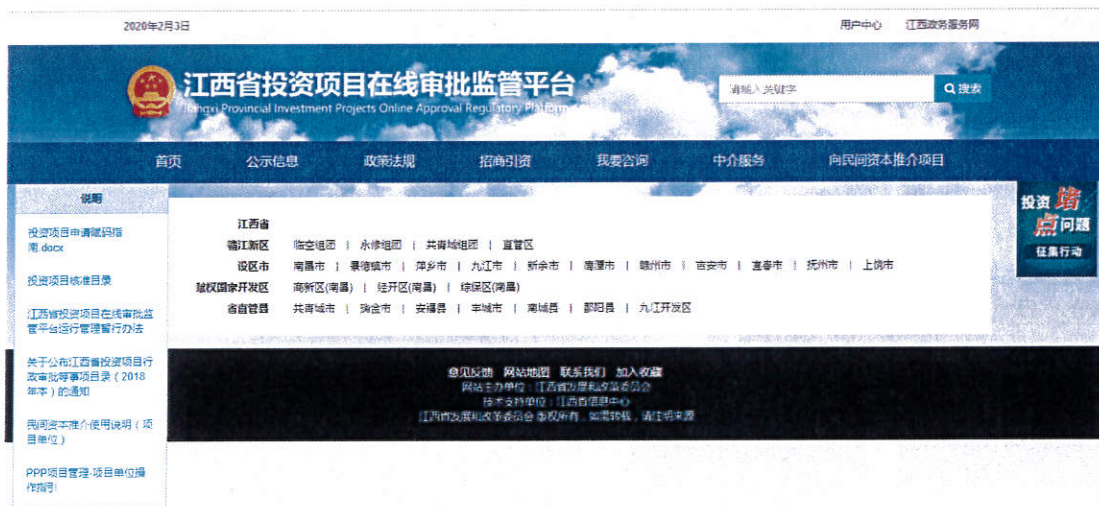 2020年2月3日
用户中心 江西政务服务网
江西省投资项目在线审批监管平台
Jiangxi Provincial Investment Projects Online Approval Regulatory Platform
请输入关键字
搜索
首页 公示信息 政策法规 招商引资 我要咨询 中介服务 向民间资本推介项目
说明
投资项目申请赋码指
南.docx
投资项目核准目录
江西省投资项目在线审批监
管平台运行管理暂行办法
关于公布江西省投资项目行
政审批等事项目录（2018
年本）的通知
民间资本推介使用说明（项
目单位）
PPP项目管理-项目单位操
作指引
江西省
赣江新区 临空组团 | 永修组团 | 共青城组团 | 直管区
设区市 南昌市 | 景德镇市 | 萍乡市 | 九江市 | 新余市 | 鹰潭市 | 赣州市 | 吉安市 | 宜春市 | 抚州市 | 上饶市
赋权国家开发区 高新区(南昌) | 经开区(南昌) | 综保区(南昌)
省直管县 共青城市 | 瑞金市 | 安福县 | 丰城市 | 南城县 | 鄱阳县 | 九江开发区
投资 堵
点 问题
征集行动
意见反馈 网站地图 联系我们 加入收藏
网站主办单位：江西省发展和改革委员会
技术支持单位：江西省信息中心
江西省发展和改革委员会 版权所有，如需转载，请注明来源